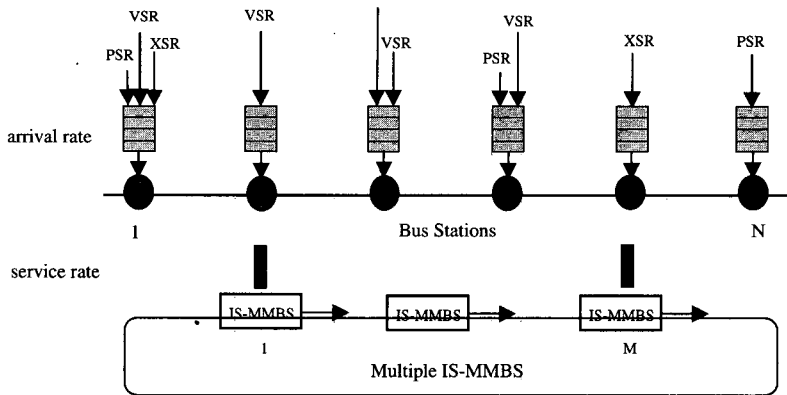 VSR
PSR
XSR
VSR
VSR
VSR
PSR
XSR
PSR
arrival rate
1
Bus Stations
N
service rate
IS-MMBS
IS-MMBS
IS-MMBS
1
M
Multiple IS-MMBS